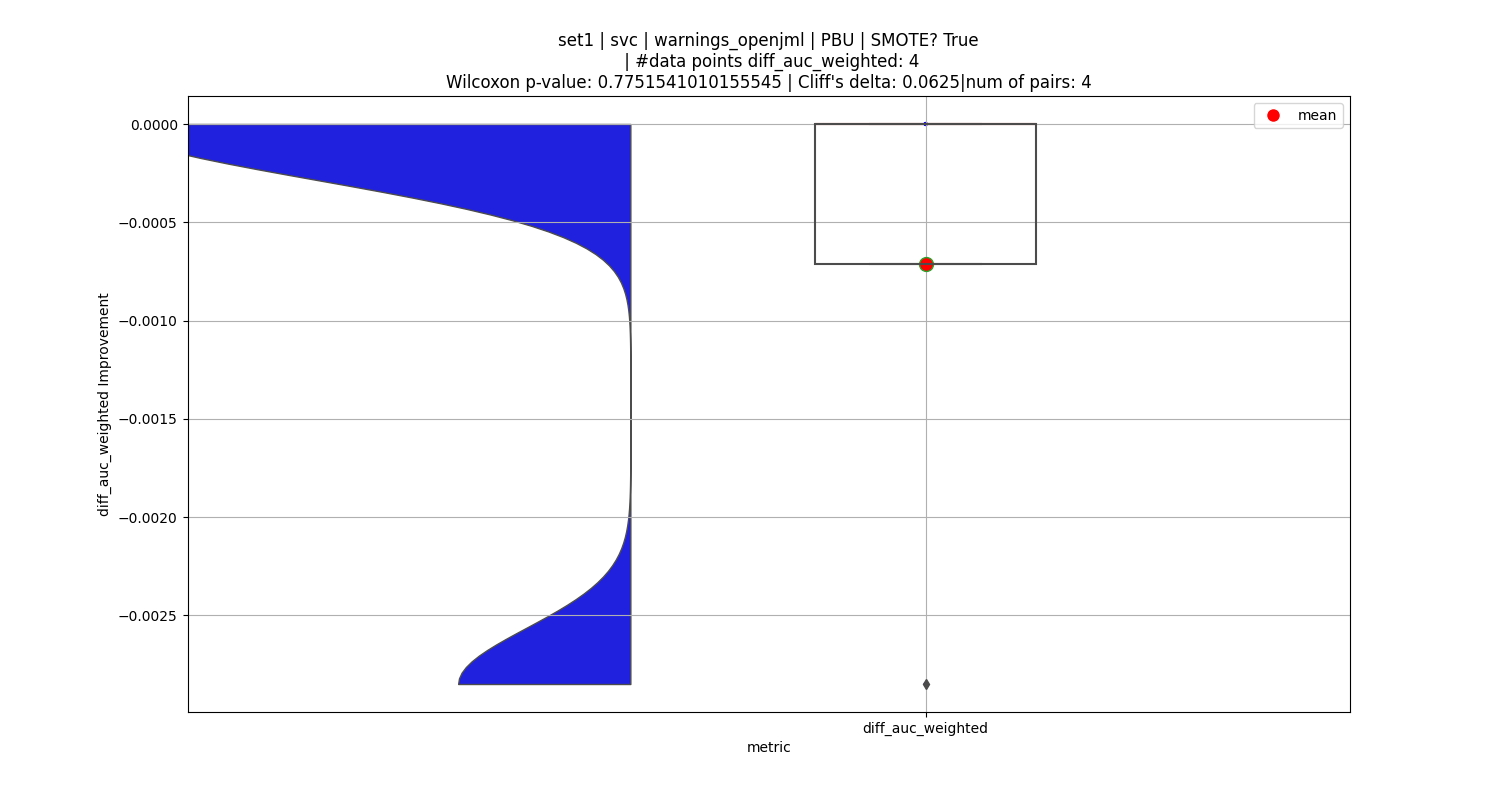 set1 | svc | warnings_openjml | PBU | SMOTE? True
| #data points diff_auc_weighted: 4
Wilcoxon p-value: 0.7751541010155545 | Cliff's delta: 0.0625|num of pairs: 4
mean
0.0000
−0.0005
−0.0010
−0.0015
−0.0020
−0.0025
diff_auc_weighted Improvement
diff_auc_weighted
metric